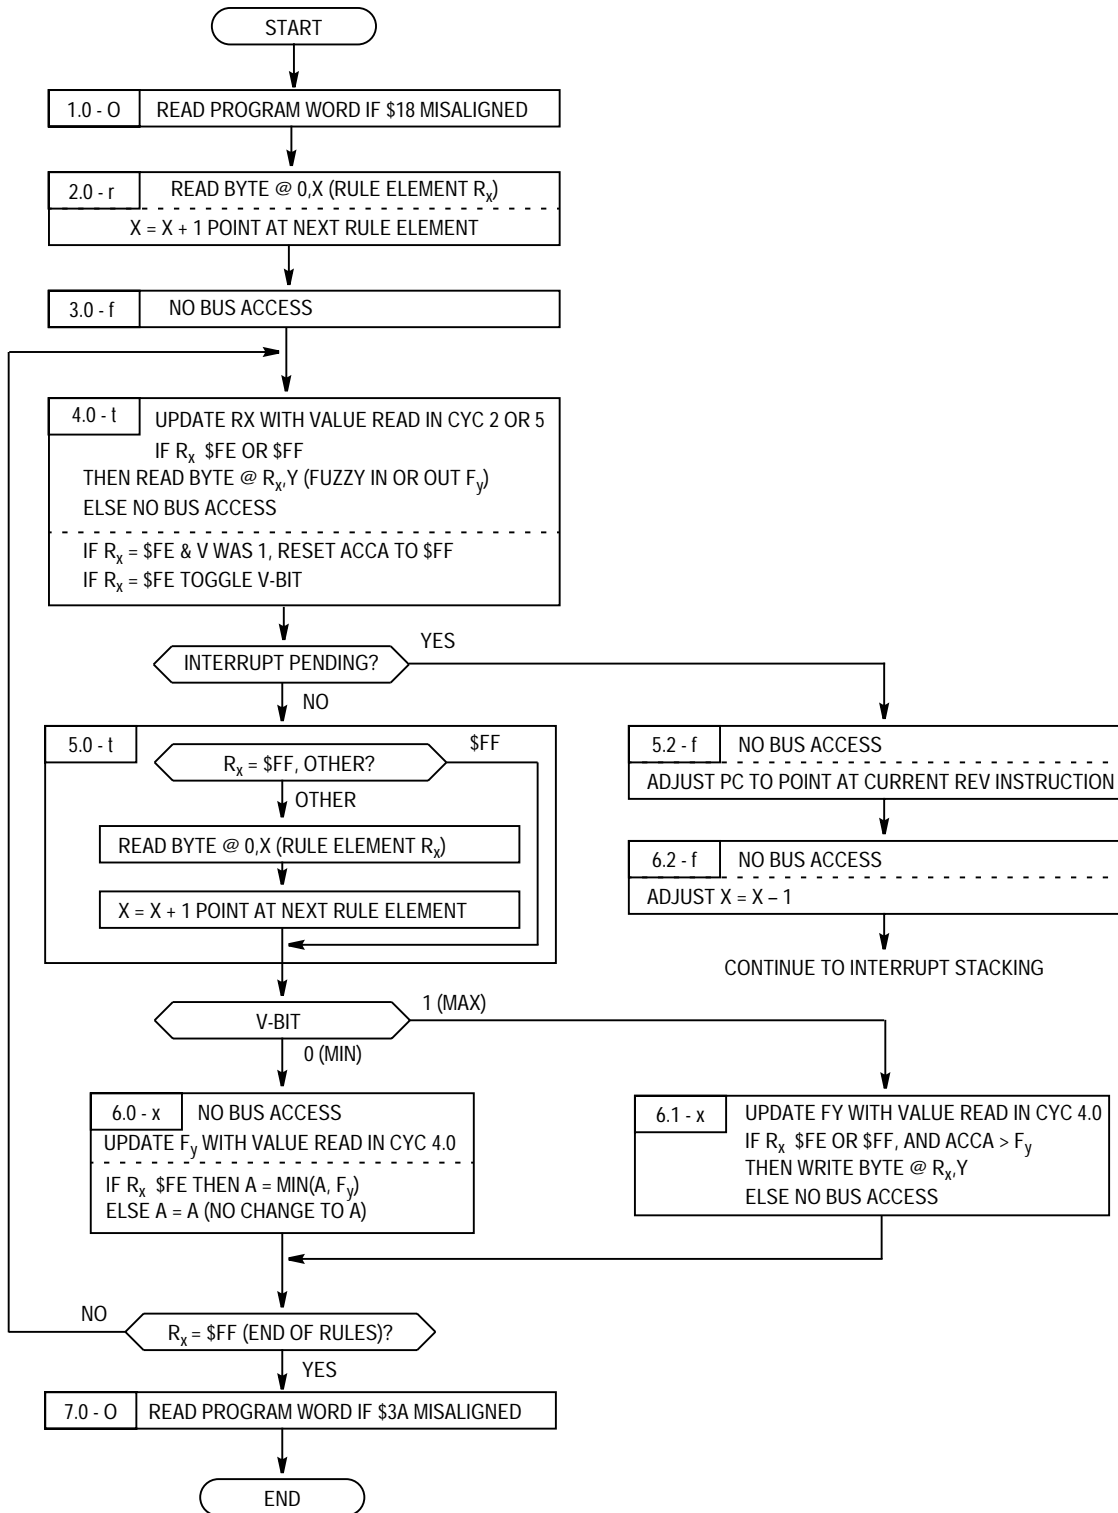 START
1.0 - O READ PROGRAM WORD IF $18 MISALIGNED
2.0 - r READ BYTE @ 0,X (RULE ELEMENT Rx)
X = X + 1 POINT AT NEXT RULE ELEMENT
3.0 - f NO BUS ACCESS
4.0 - t UPDATE RX WITH VALUE READ IN CYC 2 OR 5
IF Rx $FE OR $FF
THEN READ BYTE @ Rx,Y (FUZZY IN OR OUT Fy)
ELSE NO BUS ACCESS
IF Rx = $FE & V WAS 1, RESET ACCA TO $FF
IF Rx = $FE TOGGLE V-BIT
INTERRUPT PENDING?
YES
NO
5.0 - t
$FF
Rx = $FF, OTHER?
OTHER
READ BYTE @ 0,X (RULE ELEMENT Rx)
X = X + 1 POINT AT NEXT RULE ELEMENT
5.2 - f NO BUS ACCESS
ADJUST PC TO POINT AT CURRENT REV INSTRUCTION
6.2 - f NO BUS ACCESS
ADJUST X = X – 1
CONTINUE TO INTERRUPT STACKING
V-BIT
1 (MAX)
0 (MIN)
6.0 - x NO BUS ACCESS
UPDATE Fy WITH VALUE READ IN CYC 4.0
IF Rx $FE THEN A = MIN(A, Fy)
ELSE A = A (NO CHANGE TO A)
6.1 - x UPDATE FY WITH VALUE READ IN CYC 4.0
IF Rx $FE OR $FF, AND ACCA > Fy
THEN WRITE BYTE @ Rx,Y
ELSE NO BUS ACCESS
NO
Rx = $FF (END OF RULES)?
YES
7.0 - O READ PROGRAM WORD IF $3A MISALIGNED
END